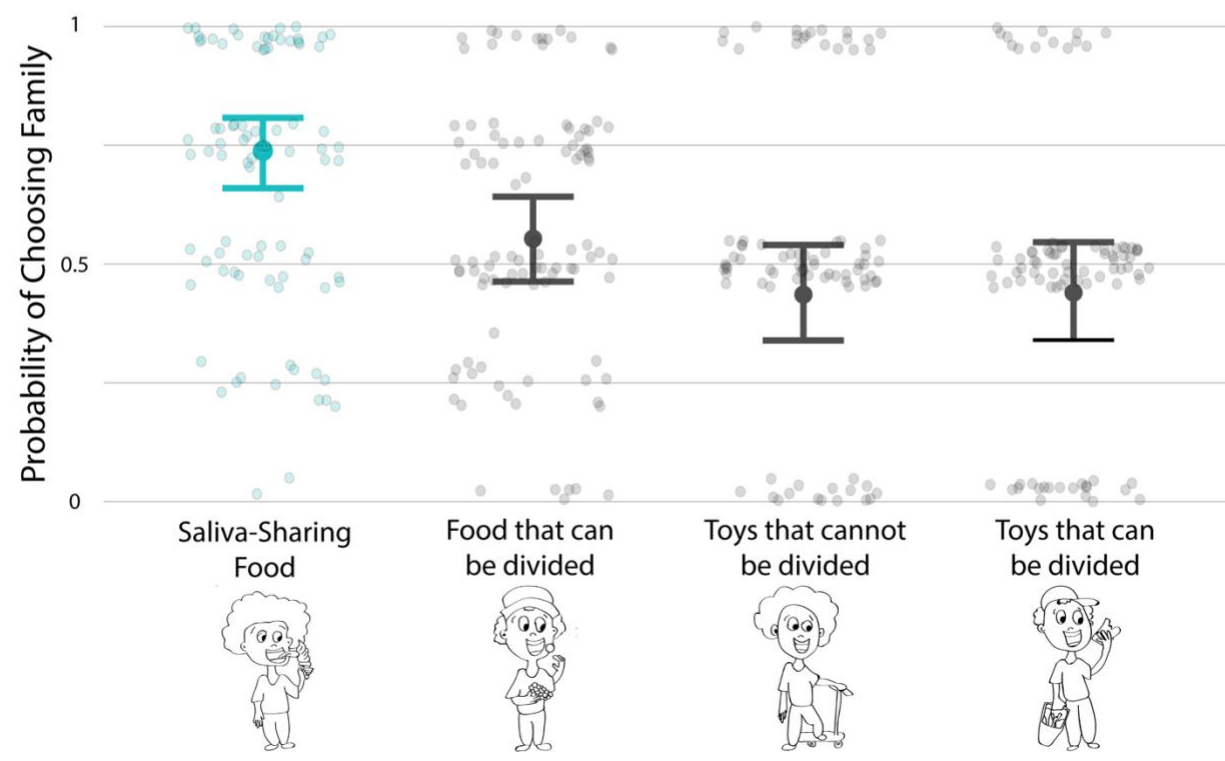 Probability of Choosing Family
1
0.5
0
Saliva-Sharing
Food
Food that can
be divided
Toys that cannot
be divided
Toys that can
be divided